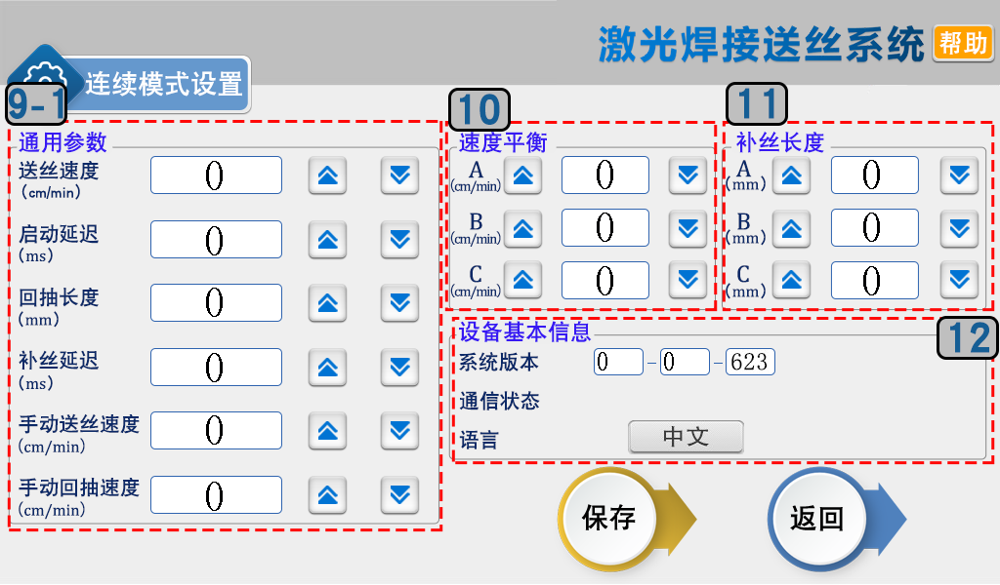 激光焊接送丝系统 帮助
连续模式设置
9-1
通用参数
送丝速度 0
(cm/min)
启动延迟 0
(ms)
回抽长度 0
(mm)
补丝延迟 0
(ms)
手动送丝速度 0
(cm/min)
手动回抽速度 0
(cm/min)
10
速度平衡
A 0
(cm/min)
B 0
(cm/min)
C 0
(cm/min)
11
补丝长度
A 0
(mm)
B 0
(mm)
C 0
(mm)
12
设备基本信息
系统版本 0-0-623
通信状态
语言 中文
保存 返回